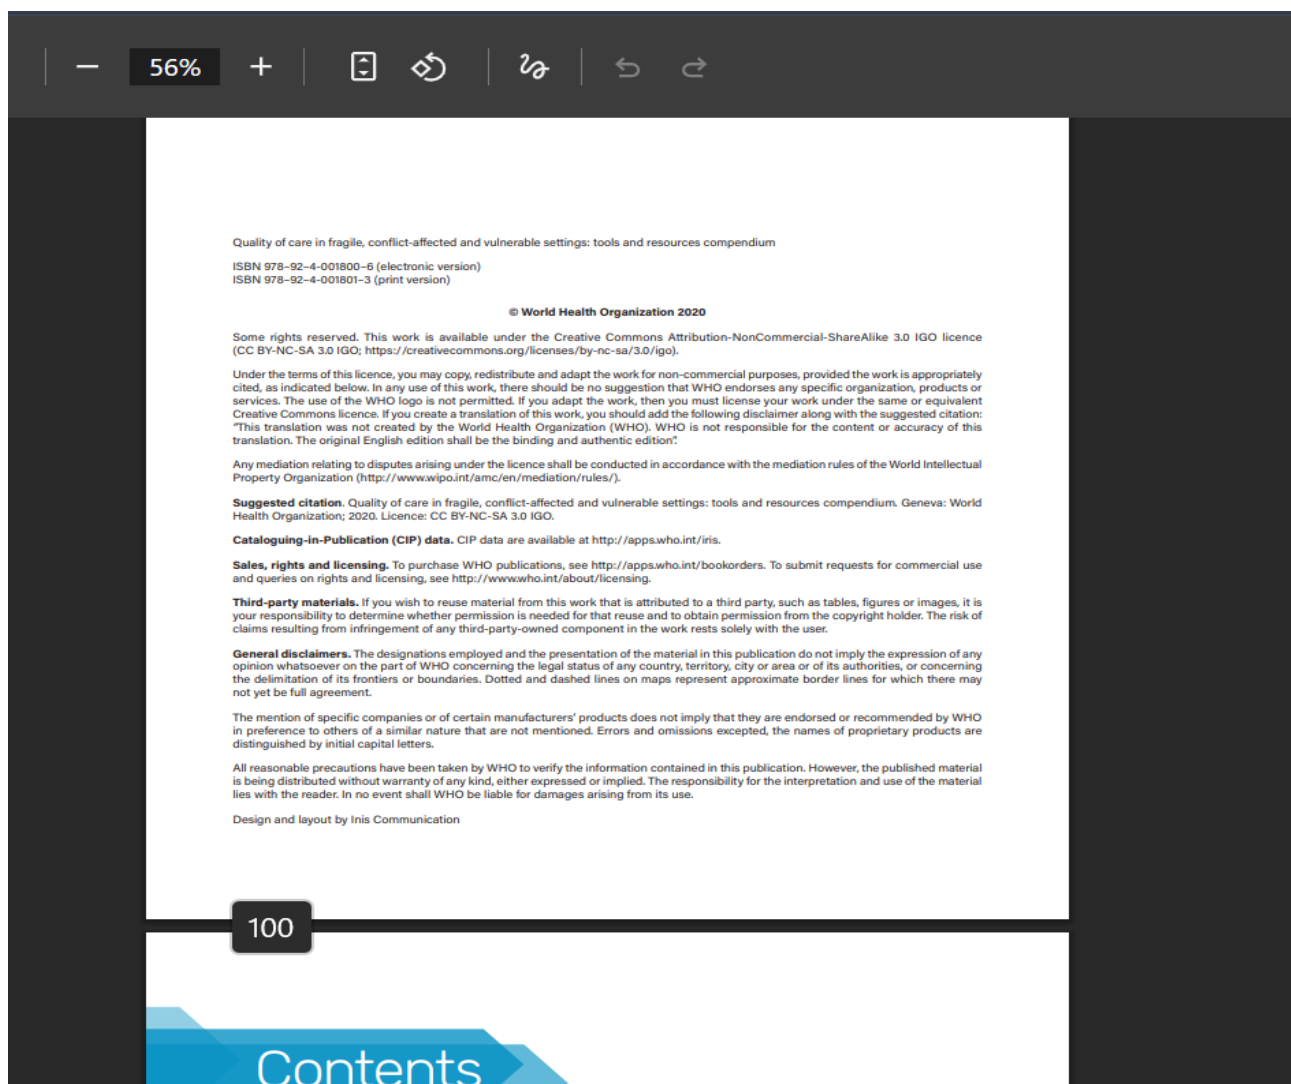 56%
Quality of care in fragile, conflict-affected and vulnerable settings: tools and resources compendium
ISBN 978–92–4-001800–6 (electronic version)
ISBN 978–92–4-001801–3 (print version)
© World Health Organization 2020
Some rights reserved. This work is available under the Creative Commons Attribution-NonCommercial-ShareAlike 3.0 IGO licence
(CC BY-NC-SA 3.0 IGO; https://creativecommons.org/licenses/by-nc-sa/3.0/igo).
Under the terms of this licence, you may copy, redistribute and adapt the work for non-commercial purposes, provided the work is appropriately
cited, as indicated below. In any use of this work, there should be no suggestion that WHO endorses any specific organization, products or
services. The use of the WHO logo is not permitted. If you adapt the work, then you must license your work under the same or equivalent
Creative Commons licence. If you create a translation of this work, you should add the following disclaimer along with the suggested citation:
"This translation was not created by the World Health Organization (WHO). WHO is not responsible for the content or accuracy of this
translation. The original English edition shall be the binding and authentic edition".
Any mediation relating to disputes arising under the licence shall be conducted in accordance with the mediation rules of the World Intellectual
Property Organization (http://www.wipo.int/amc/en/mediation/rules/).
Suggested citation. Quality of care in fragile, conflict-affected and vulnerable settings: tools and resources compendium. Geneva: World
Health Organization; 2020. Licence: CC BY-NC-SA 3.0 IGO.
Cataloguing-in-Publication (CIP) data. CIP data are available at http://apps.who.int/iris.
Sales, rights and licensing. To purchase WHO publications, see http://apps.who.int/bookorders. To submit requests for commercial use
and queries on rights and licensing, see http://www.who.int/about/licensing.
Third-party materials. If you wish to reuse material from this work that is attributed to a third party, such as tables, figures or images, it is
your responsibility to determine whether permission is needed for that reuse and to obtain permission from the copyright holder. The risk of
claims resulting from infringement of any third-party-owned component in the work rests solely with the user.
General disclaimers. The designations employed and the presentation of the material in this publication do not imply the expression of any
opinion whatsoever on the part of WHO concerning the legal status of any country, territory, city or area or of its authorities, or concerning
the delimitation of its frontiers or boundaries. Dotted and dashed lines on maps represent approximate border lines for which there may
not yet be full agreement.
The mention of specific companies or of certain manufacturers' products does not imply that they are endorsed or recommended by WHO
in preference to others of a similar nature that are not mentioned. Errors and omissions excepted, the names of proprietary products are
distinguished by initial capital letters.
All reasonable precautions have been taken by WHO to verify the information contained in this publication. However, the published material
is being distributed without warranty of any kind, either expressed or implied. The responsibility for the interpretation and use of the material
lies with the reader. In no event shall WHO be liable for damages arising from its use.
Design and layout by Inis Communication
100
Contents